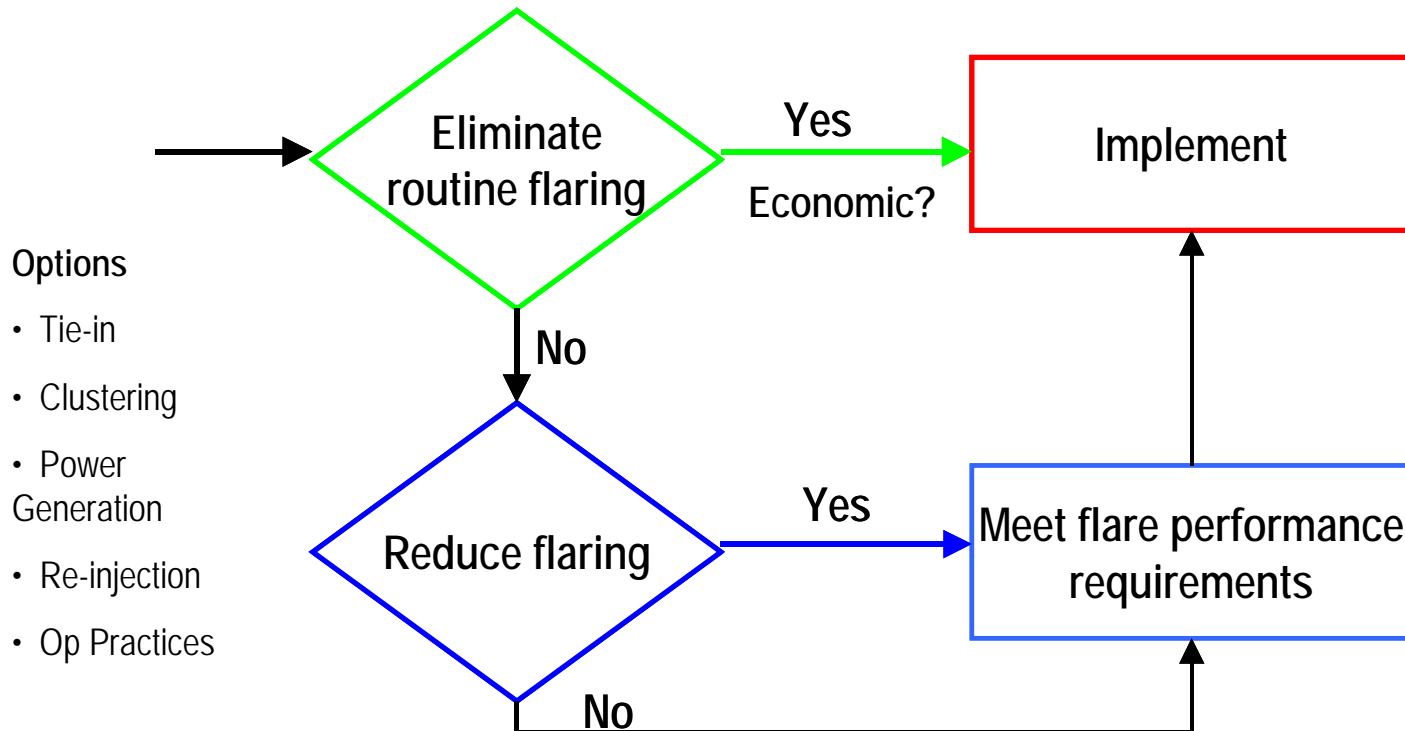 Eliminate
routine flaring
Yes
Economic?
Implement
No
Options
• Tie-in
• Clustering
• Power
Generation
• Re-injection
• Op Practices
Reduce flaring
Yes
Meet flare performance
requirements
No